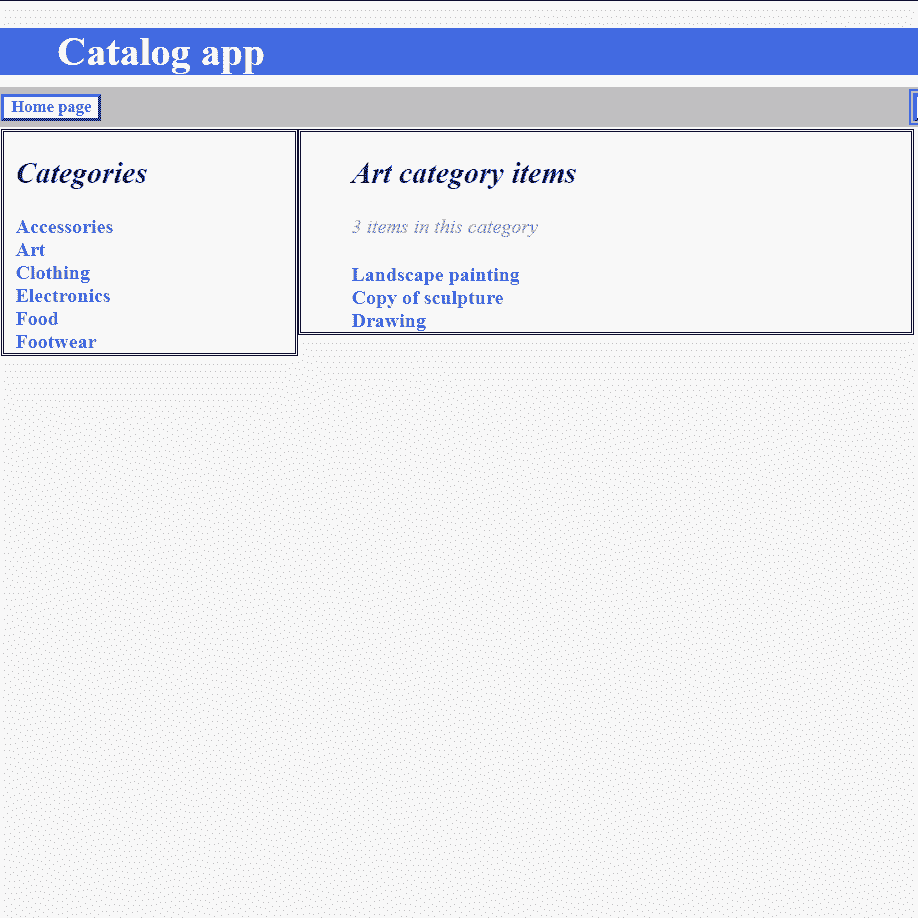 Catalog app
Home page
Categories
Accessories
Art
Clothing
Electronics
Food
Footwear
Art category items
3 items in this category
Landscape painting
Copy of sculpture
Drawing